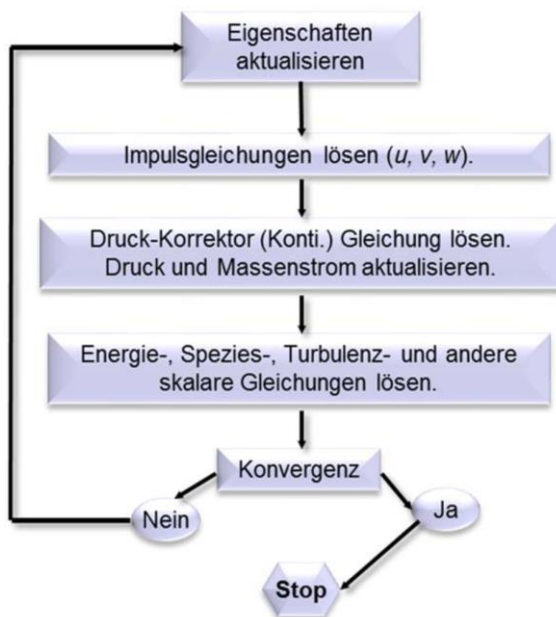 Eigenschaften
aktualisieren
Impulsgleichungen lösen (u, v, w).
Druck-Korrektor (Konti.) Gleichung lösen.
Druck und Massenstrom aktualisieren.
Energie-, Spezies-, Turbulenz- und andere
skalare Gleichungen lösen.
Konvergenz
Nein
Ja
Stop